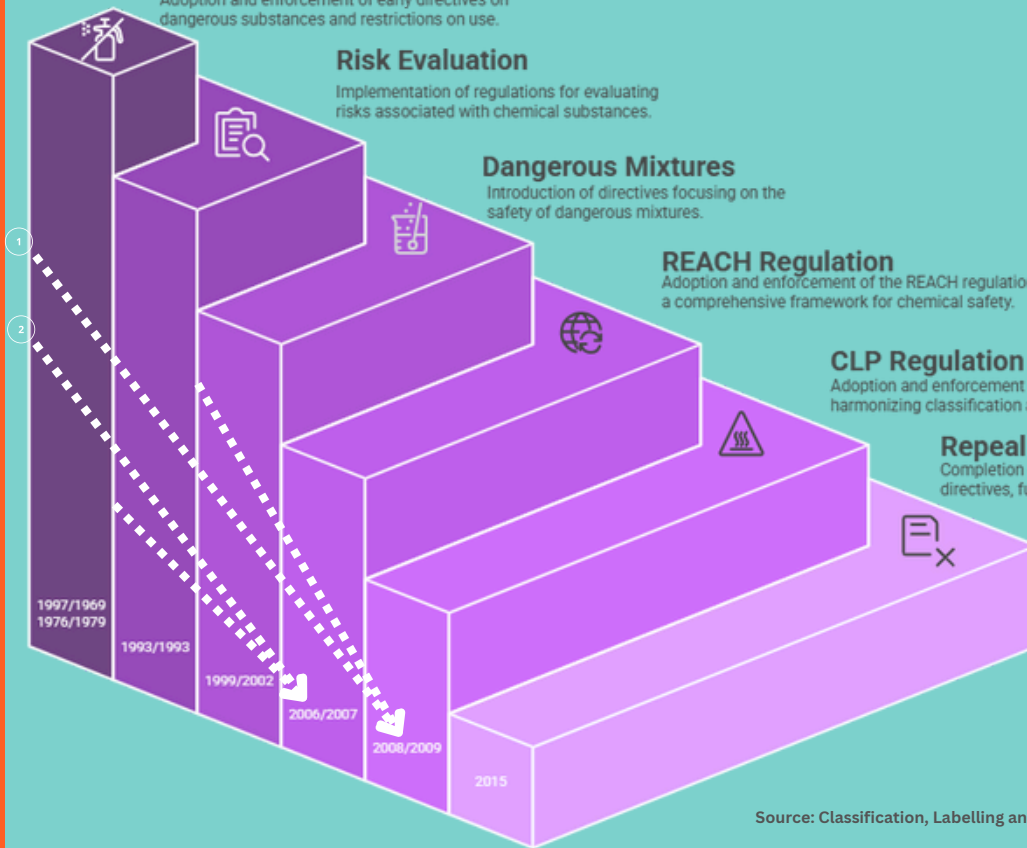 Adoption and enforcement of early directives on
dangerous substances and restrictions on use.
Risk Evaluation
Implementation of regulations for evaluating
risks associated with chemical substances.
Dangerous Mixtures
Introduction of directives focusing on the
safety of dangerous mixtures.
REACH Regulation
Adoption and enforcement of the REACH regulatio
a comprehensive framework for chemical safety.
CLP Regulation
Adoption and enforcement
harmonizing classification
Repeal
Completion
directives, fu
1
2
1997/1969
1976/1979
1993/1993
1999/2002
2006/2007
2008/2009
2015
Source: Classification, Labelling an